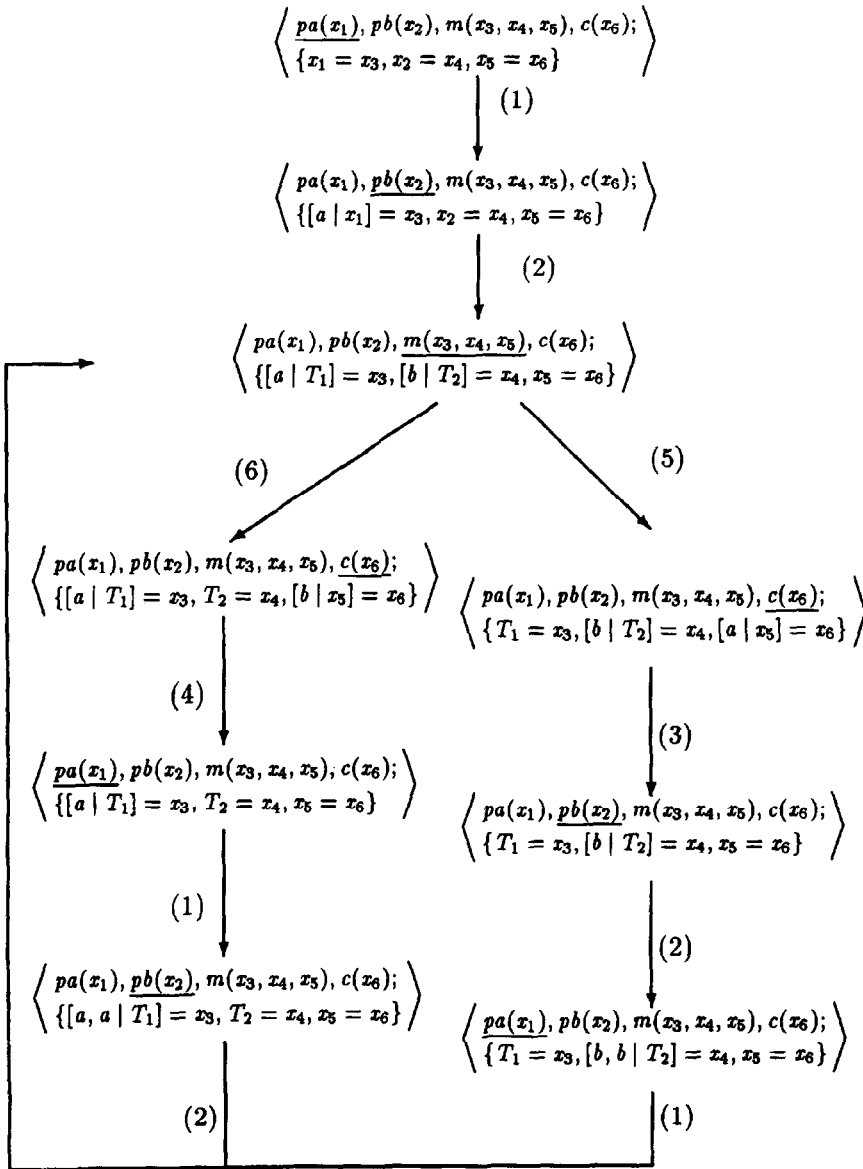 pa(x₁), pb(x₂), m(x₃, x₄, x₅), c(x₆);
{x₁ = x₃, x₂ = x₄, x₅ = x₆}
(1)
pa(x₁), pb(x₂), m(x₃, x₄, x₅), c(x₆);
{[a | x₁] = x₃, x₂ = x₄, x₅ = x₆}
(2)
pa(x₁), pb(x₂), m(x₃, x₄, x₅), c(x₆);
{[a | T₁] = x₃, [b | T₂] = x₄, x₅ = x₆}
(6)
(5)
pa(x₁), pb(x₂), m(x₃, x₄, x₅), c(x₆);
{[a | T₁] = x₃, T₂ = x₄, [b | x₅] = x₆}
pa(x₁), pb(x₂), m(x₃, x₄, x₅), c(x₆);
{T₁ = x₃, [b | T₂] = x₄, [a | x₅] = x₆}
(4)
(3)
pa(x₁), pb(x₂), m(x₃, x₄, x₅), c(x₆);
{[a | T₁] = x₃, T₂ = x₄, x₅ = x₆}
pa(x₁), pb(x₂), m(x₃, x₄, x₅), c(x₆);
{T₁ = x₃, [b | T₂] = x₄, x₅ = x₆}
(1)
(2)
pa(x₁), pb(x₂), m(x₃, x₄, x₅), c(x₆);
{[a, a | T₁] = x₃, T₂ = x₄, x₅ = x₆}
pa(x₁), pb(x₂), m(x₃, x₄, x₅), c(x₆);
{T₁ = x₃, [b, b | T₂] = x₄, x₅ = x₆}
(2)
(1)